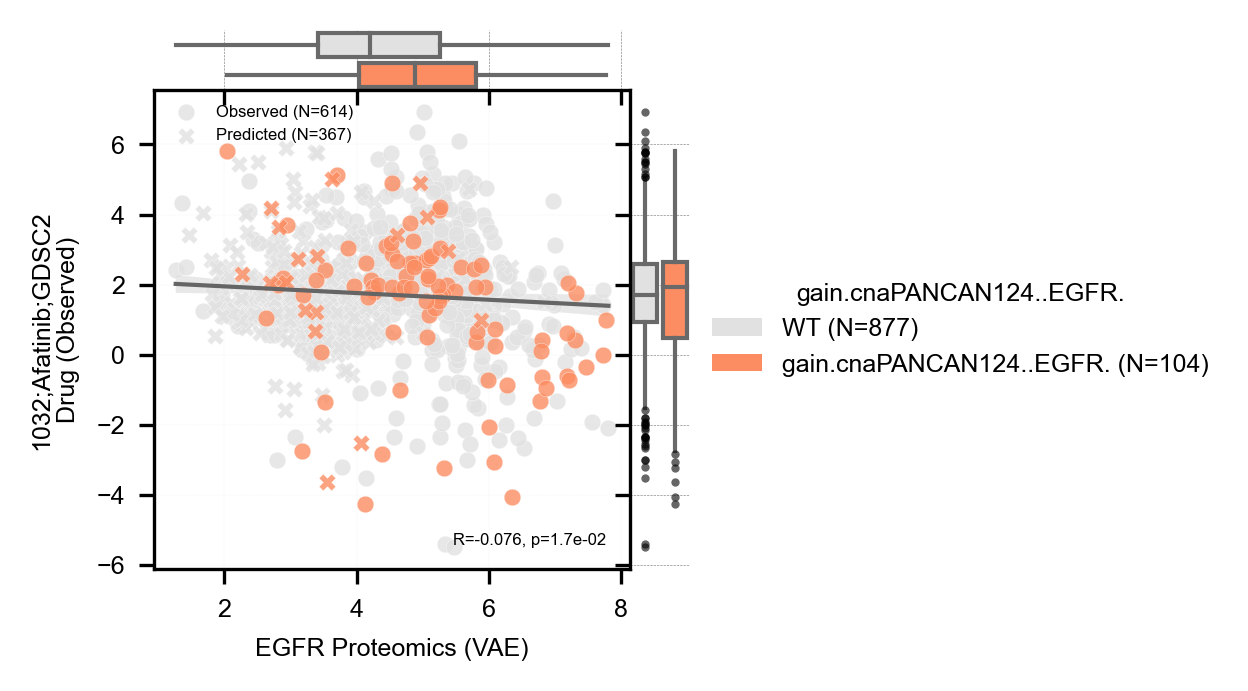 Observed (N=614)
Predicted (N=367)
6
4
2
0
−2
−4
−6
1032;Afatinib;GDSC2
Drug (Observed)
R=-0.076, p=1.7e-02
2
4
6
8
EGFR Proteomics (VAE)
gain.cnaPANCAN124..EGFR.
WT (N=877)
gain.cnaPANCAN124..EGFR. (N=104)